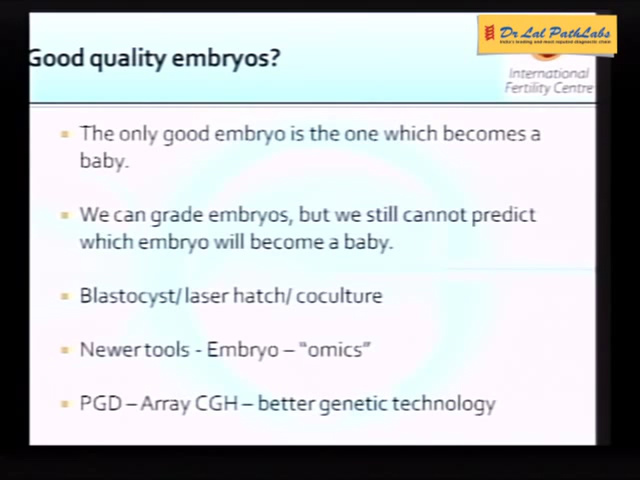 Dr Lal PathLabs
India's leading and most reputed diagnostic chain
Good quality embryos?
International
Fertility Centre
The only good embryo is the one which becomes a
baby.
We can grade embryos, but we still cannot predict
which embryo will become a baby.
Blastocyst/ laser hatch/ coculture
Newer tools - Embryo – “omics”
PGD – Array CGH – better genetic technology